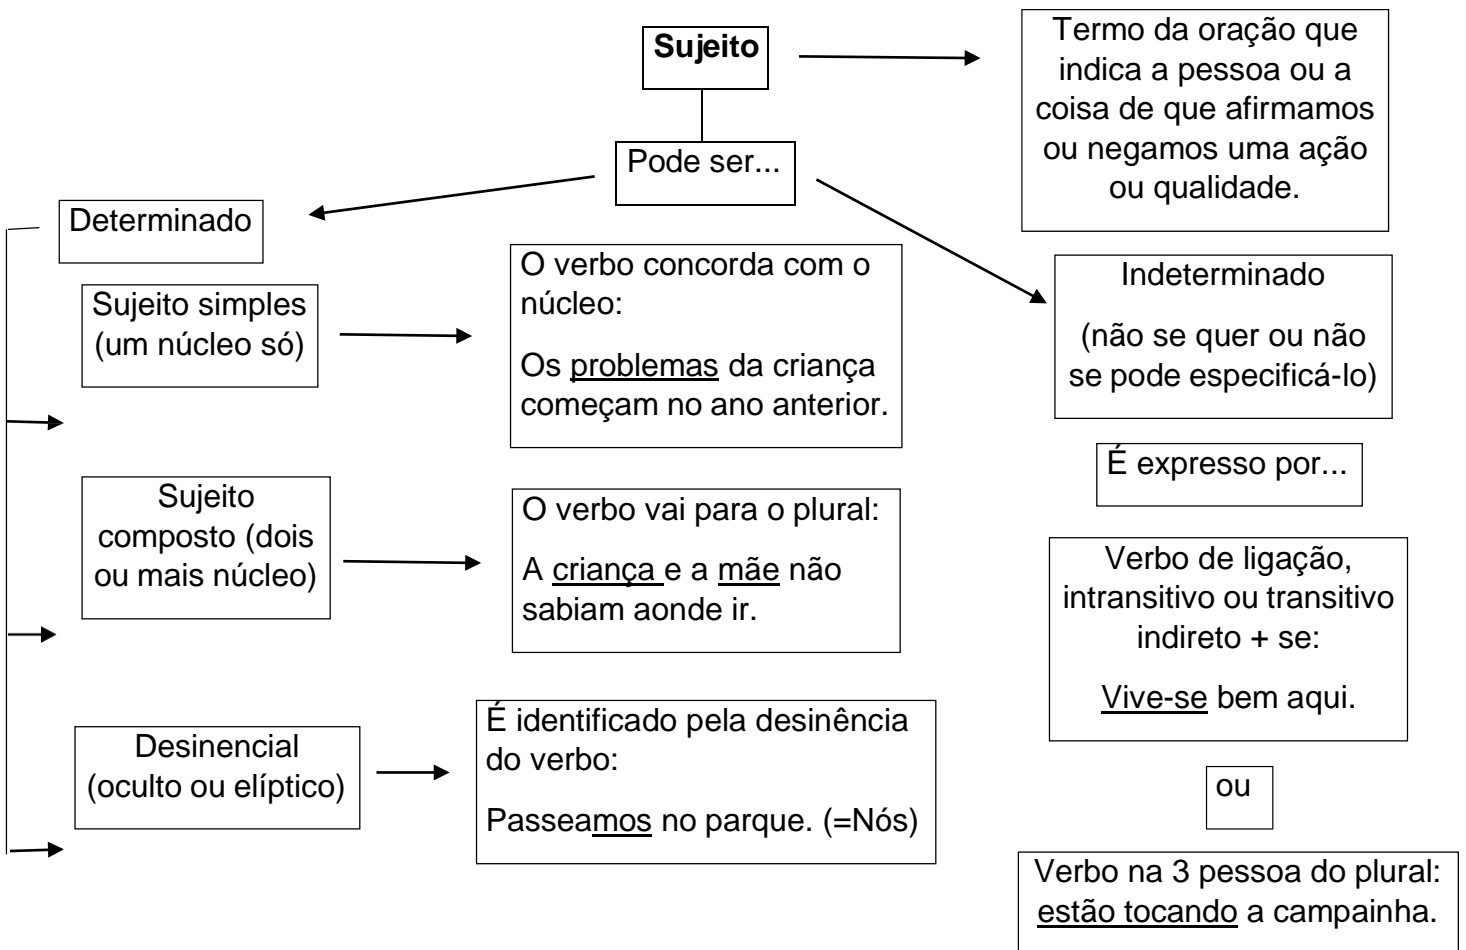 Sujeito
Termo da oração que
indica a pessoa ou a
coisa de que afirmamos
ou negamos uma ação
ou qualidade.
Pode ser...
Determinado
Sujeito simples
(um núcleo só)
O verbo concorda com o
núcleo:
Os problemas da criança
começam no ano anterior.
Sujeito
composto (dois
ou mais núcleo)
O verbo vai para o plural:
A criança e a mãe não
sabiam aonde ir.
Desinencial
(oculto ou elíptico)
É identificado pela desinência
do verbo:
Passeamos no parque. (=Nós)
Indeterminado
(não se quer ou não
se pode especificá-lo)
É expresso por...
Verbo de ligação,
intransitivo ou transitivo
indireto + se:
Vive-se bem aqui.
ou
Verbo na 3 pessoa do plural:
estão tocando a campainha.